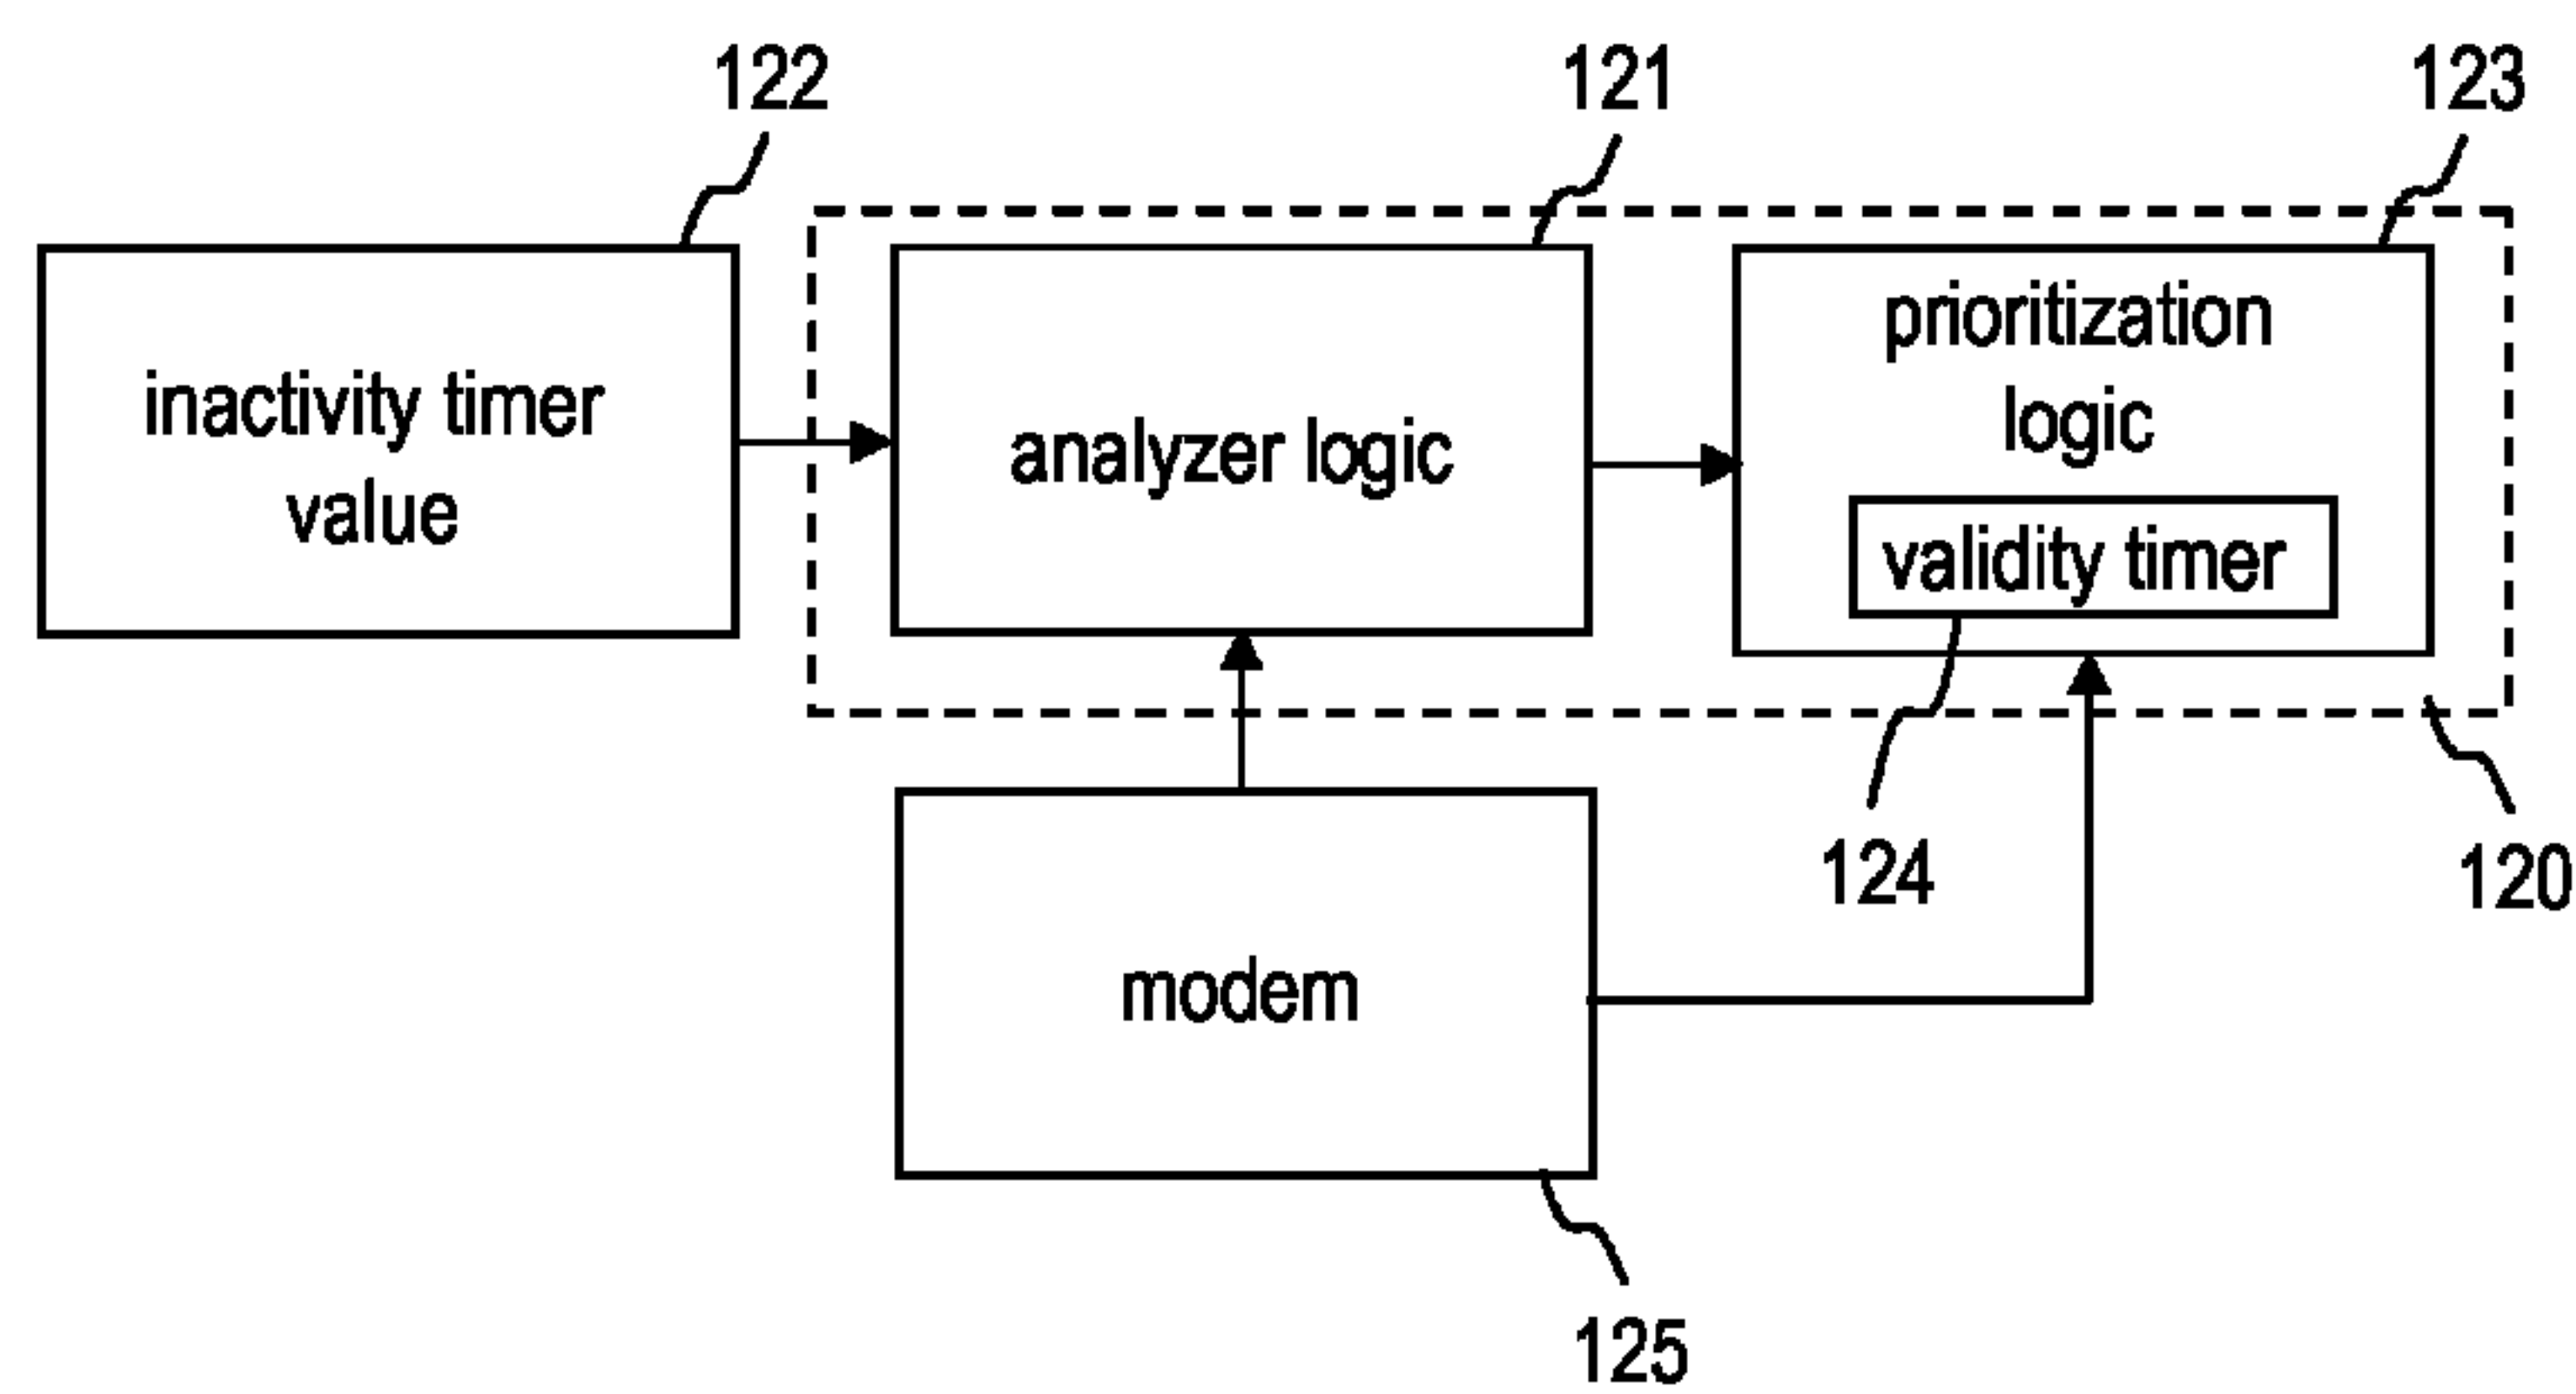 122
121
123
inactivity timer
value
analyzer logic
prioritization
logic
validity timer
124
120
modem
125